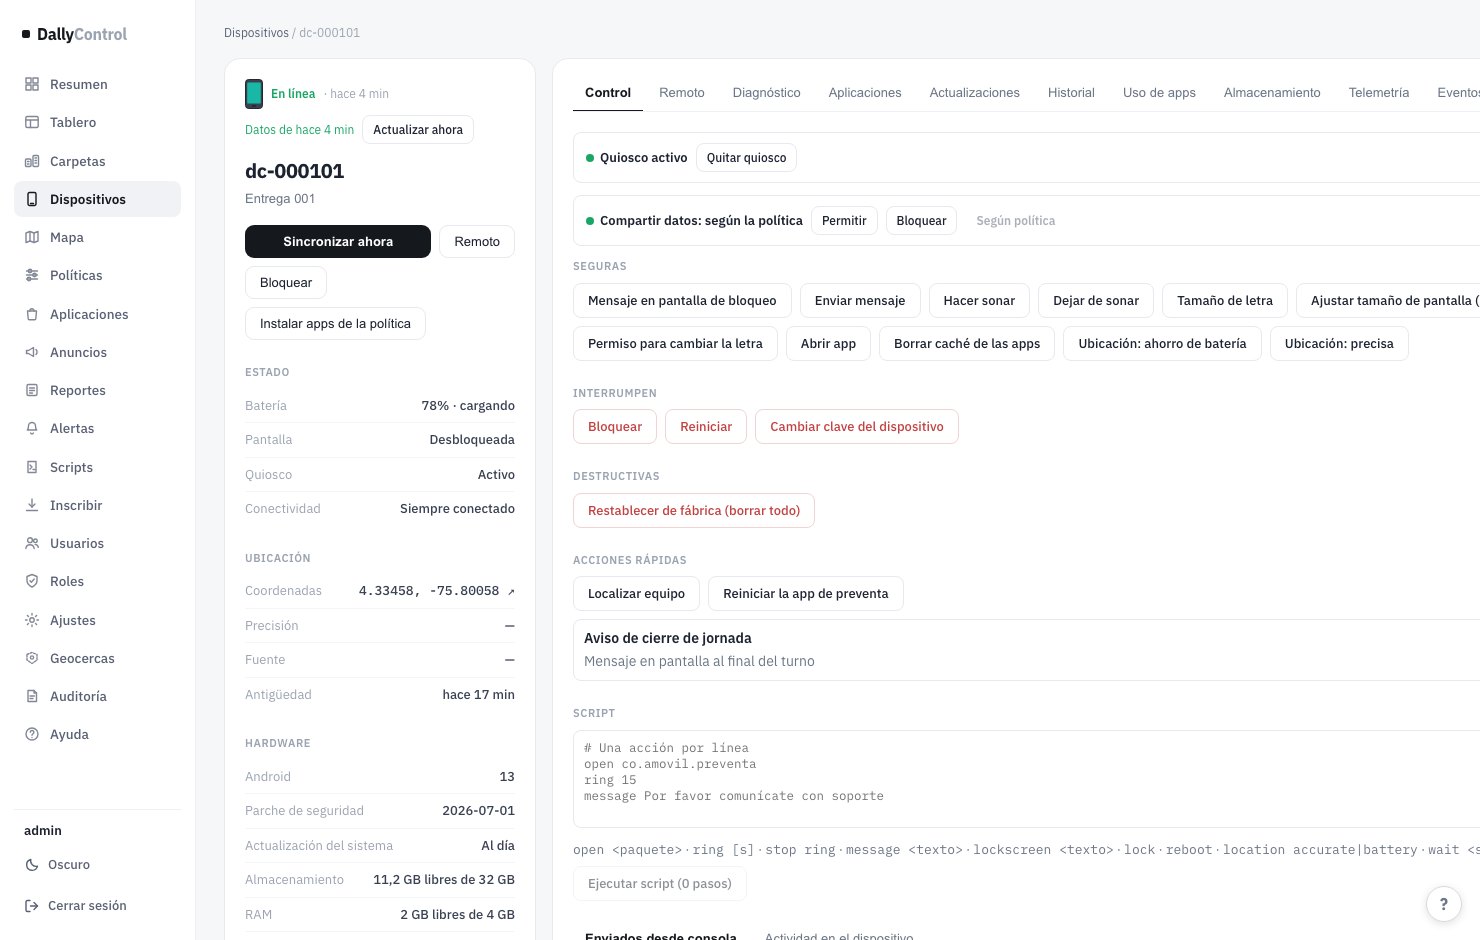 DallyControl
Resumen
Tablero
Carpetas
Dispositivos
Mapa
Políticas
Aplicaciones
Anuncios
Reportes
Alertas
Scripts
Inscribir
Usuarios
Roles
Ajustes
Geocercas
Auditoría
Ayuda
admin
Oscuro
Cerrar sesión
Dispositivos / dc-000101
En línea · hace 4 min
Datos de hace 4 min Actualizar ahora
dc-000101
Entrega 001
Sincronizar ahora Remoto
Bloquear
Instalar apps de la política
ESTADO
Batería 78% · cargando
Pantalla Desbloqueada
Quiosco Activo
Conectividad Siempre conectado
UBICACIÓN
Coordenadas 4.33458, -75.80058 ↗
Precisión —
Fuente —
Antigüedad hace 17 min
HARDWARE
Android 13
Parche de seguridad 2026-07-01
Actualización del sistema Al día
Almacenamiento 11,2 GB libres de 32 GB
RAM 2 GB libres de 4 GB
Control Remoto Diagnóstico Aplicaciones Actualizaciones Historial Uso de apps Almacenamiento Telemetría Eventos
Quiosco activo Quitar quiosco
Compartir datos: según la política Permitir Bloquear Según política
SEGURAS
Mensaje en pantalla de bloqueo Enviar mensaje Hacer sonar Dejar de sonar Tamaño de letra Ajustar tamaño de pantalla (
Permiso para cambiar la letra Abrir app Borrar caché de las apps Ubicación: ahorro de batería Ubicación: precisa
INTERRUMPEN
Bloquear Reiniciar Cambiar clave del dispositivo
DESTRUCTIVAS
Restablecer de fábrica (borrar todo)
ACCIONES RÁPIDAS
Localizar equipo Reiniciar la app de preventa
Aviso de cierre de jornada
Mensaje en pantalla al final del turno
SCRIPT
# Una acción por línea
open co.amovil.preventa
ring 15
message Por favor comunícate con soporte
open <paquete> · ring [s] · stop ring · message <texto> · lockscreen <texto> · lock · reboot · location accurate|battery · wait <s
Ejecutar script (0 pasos)
?
Enviados desde consola Actividad en el dispositivo